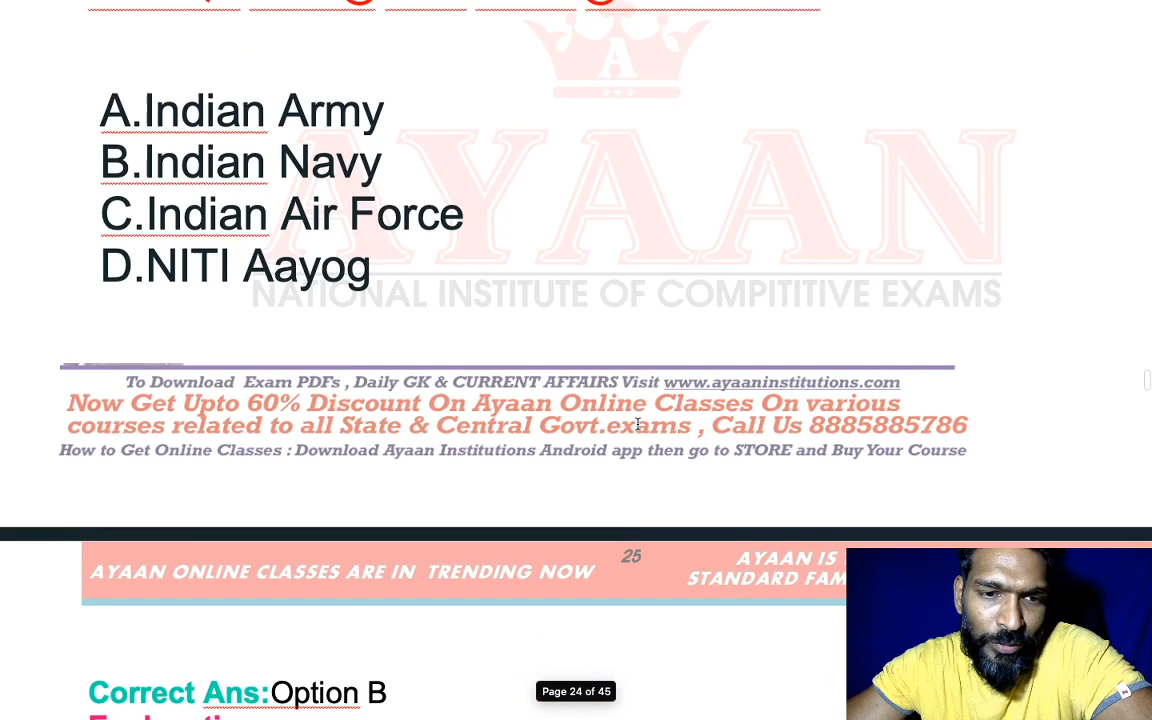 A
AYAAN
NATIONAL INSTITUTE OF COMPITITIVE EXAMS
A.Indian Army
B.Indian Navy
C.Indian Air Force
D.NITI Aayog
To Download Exam PDFs , Daily GK & CURRENT AFFAIRS Visit www.ayaaninstitutions.com
Now Get Upto 60% Discount On Ayaan Online Classes On various
courses related to all State & Central Govt.exams , Call Us 8885885786
How to Get Online Classes : Download Ayaan Institutions Android app then go to STORE and Buy Your Course
AYAAN ONLINE CLASSES ARE IN TRENDING NOW
25
AYAAN IS
STANDARD FAM
Correct Ans:Option B
Page 24 of 45